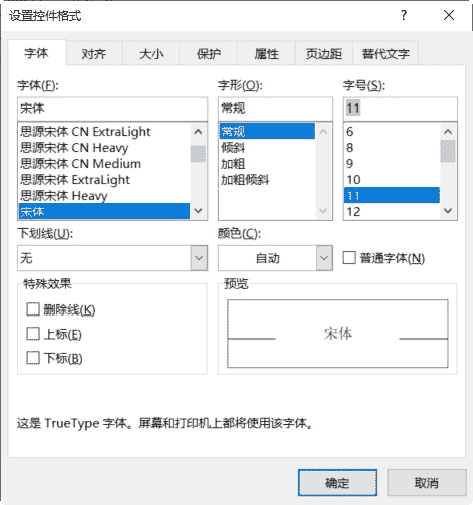 设置控件格式
字体 对齐 大小 保护 属性 页边距 替代文字
字体(F): 字形(O): 字号(S):
宋体 常规 11
思源宋体 CN ExtraLight 常规 6
思源宋体 CN Heavy 倾斜 8
思源宋体 CN Medium 加粗 9
思源宋体 ExtraLight 加粗倾斜 10
思源宋体 Heavy 11
宋体 12
下划线(U): 颜色(C):
无 自动 普通字体(N)
特殊效果 预览
删除线(K)
上标(E) 宋体
下标(B)
这是 TrueType 字体。屏幕和打印机上都将使用该字体。
确定 取消